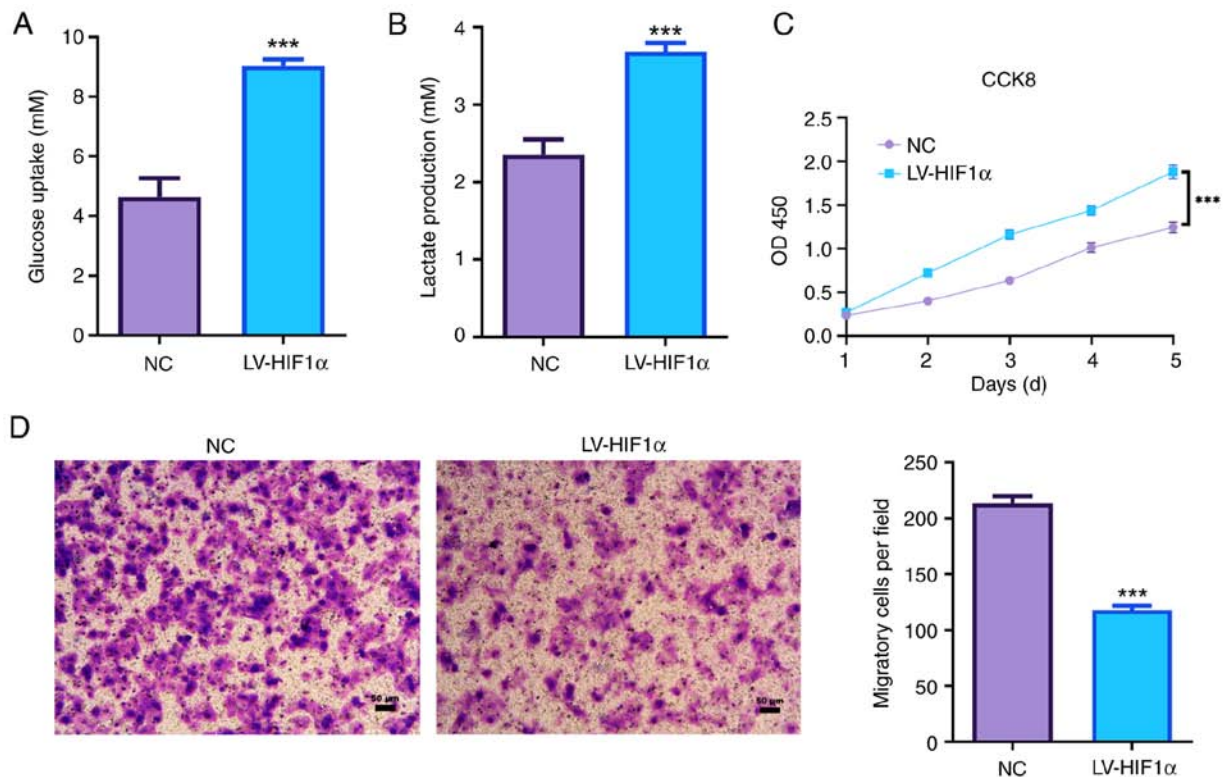 A
Glucose uptake (mM)
10
8
6
4
2
0
***
NC
LV-HIF1α
B
Lactate production (mM)
4
3
2
1
0
***
NC
LV-HIF1α
C
CCK8
OD 450
2.5
2.0
1.5
1.0
0.5
0.0
NC
LV-HIF1α
***
1 2 3 4 5
Days (d)
D
NC
50 μm
LV-HIF1α
50 μm
Migratory cells per field
250
200
150
100
50
0
***
NC
LV-HIF1α